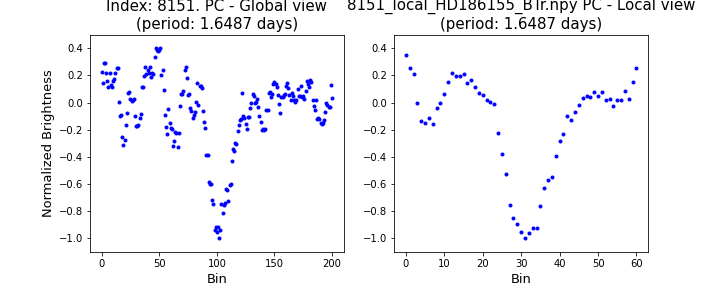 Index: 8151. PC - Global view
(period: 1.6487 days)
8151_local_HD186155_BTr.npy PC - Local view
(period: 1.6487 days)
Normalized Brightness
0.4
0.2
0.0
−0.2
−0.4
−0.6
−0.8
−1.0
0 50 100 150 200
Bin
0.4
0.2
0.0
−0.2
−0.4
−0.6
−0.8
−1.0
0 10 20 30 40 50 60
Bin